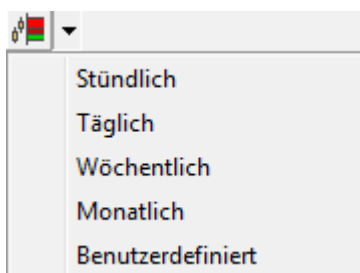 Stündlich
Täglich
Wöchentlich
Monatlich
Benutzerdefiniert